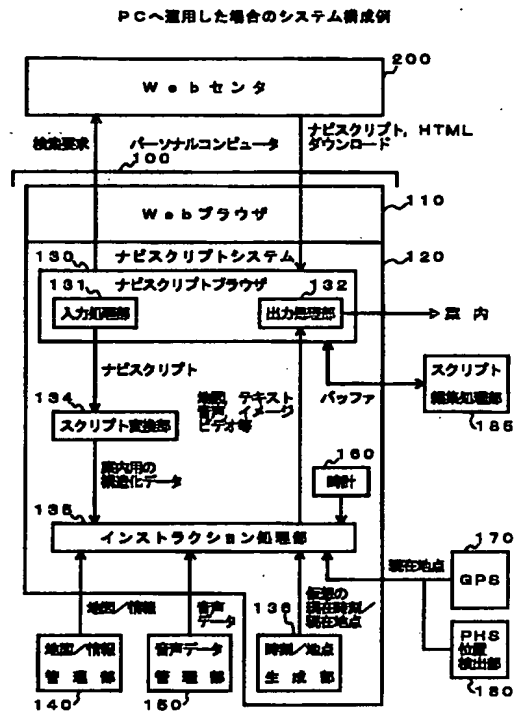 PCへ適用した場合のシステム構成例
200
Webセンタ
検索要求
パーソナルコンピュータ
ナビスクリプト, HTML
ダウンロード
100
110
Webブラウザ
130
ナビスクリプトシステム
120
131
ナビスクリプトブラウザ
132
入力処理部
出力処理部
案内
ナビスクリプト
バッファ
スクリプト
編集処理部
185
134
スクリプト変換部
地図, テキスト
音声, イメージ
ビデオ等
160
時計
案内用の
構造化データ
135
インストラクション処理部
170
現在地点
GPS
地図/情報
音声
データ
136
仮想の
現在時刻/
現在地点
PHS
位置
検出部
180
地図/情報
管理部
140
音声データ
管理部
150
時刻/地点
生成部